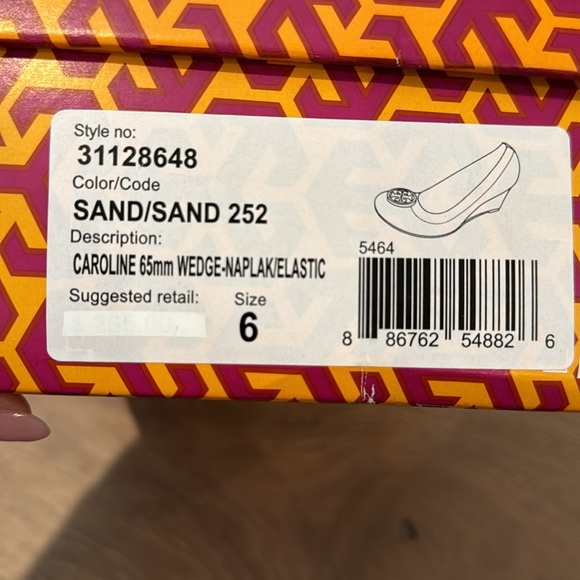 Style no:
31128648
Color/Code
SAND/SAND 252
Description:
CAROLINE 65mm WEDGE-NAPLAK/ELASTIC
Suggested retail:
Size
6
5464
8 86762 54882 6